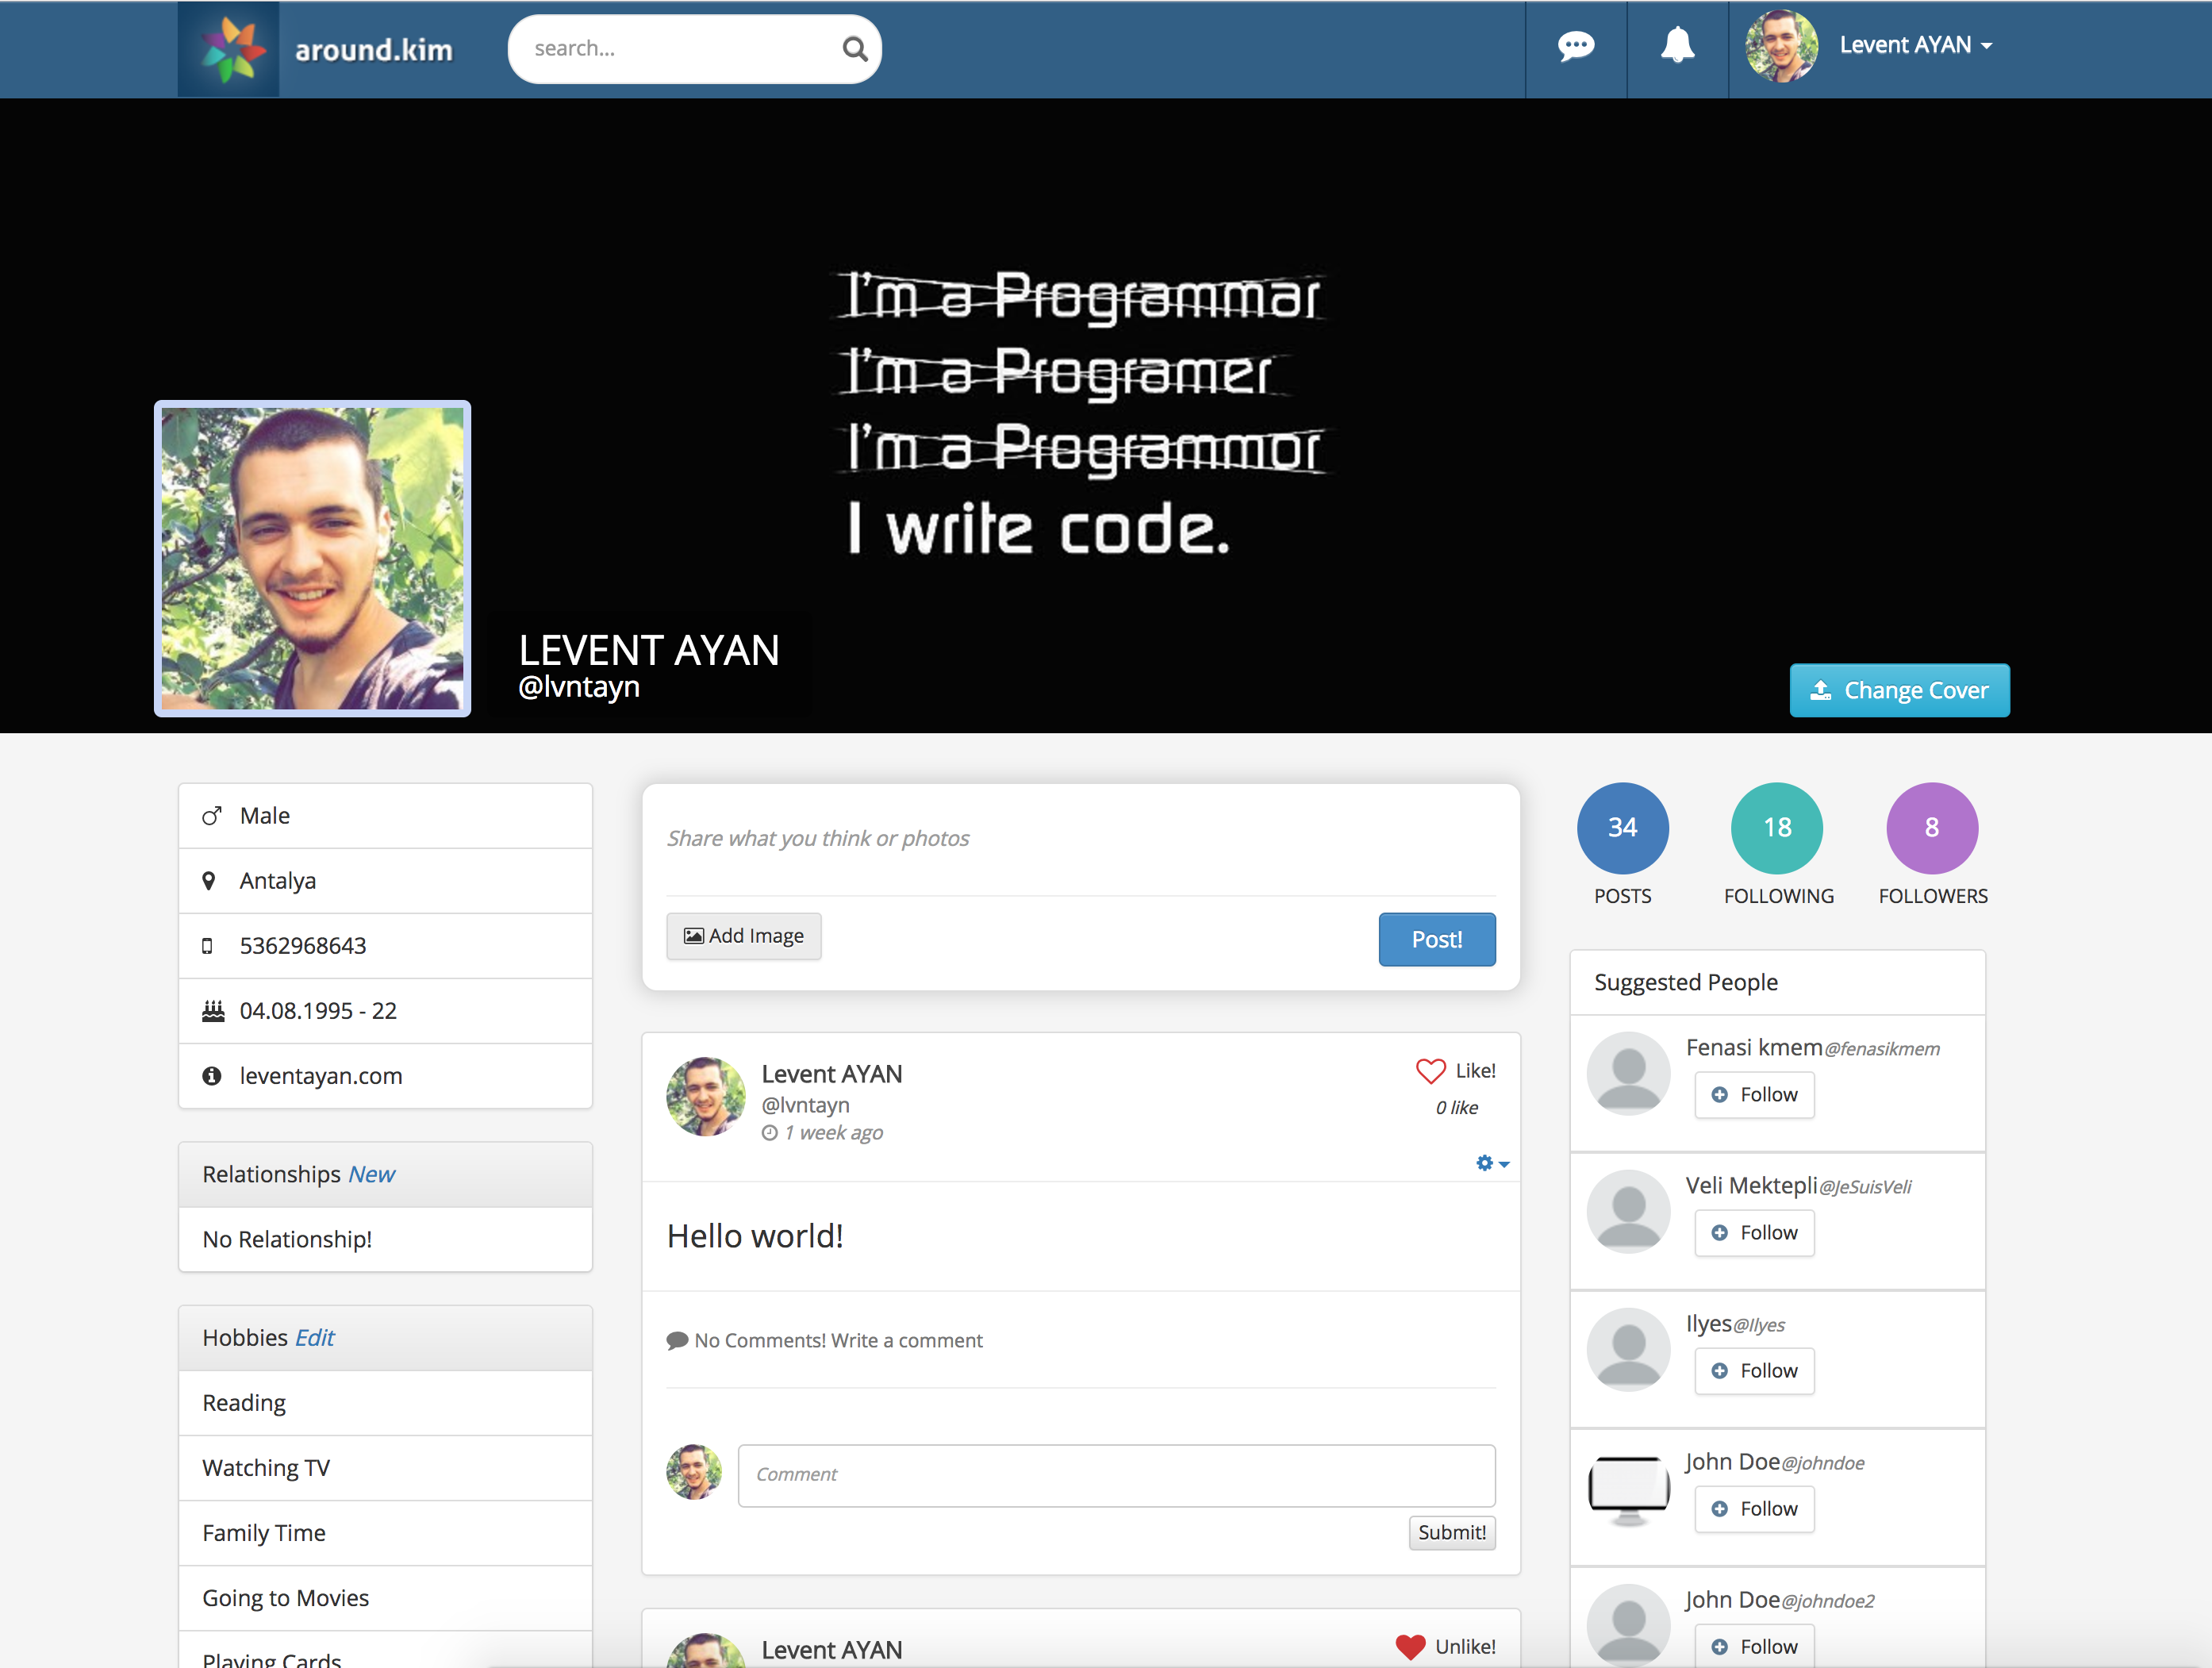 around.kim
search...
Levent AYAN
I'm a Programmar
I'm a Programer
I'm a Programmor
I write code.
LEVENT AYAN
@lvntayn
Change Cover
Male
Antalya
5362968643
04.08.1995 - 22
leventayan.com
Relationships New
No Relationship!
Hobbies Edit
Reading
Watching TV
Family Time
Going to Movies
Playing Cards
Share what you think or photos
Add Image
Post!
Levent AYAN
@lvntayn
1 week ago
Like!
0 like
Hello world!
No Comments! Write a comment
Comment
Submit!
Levent AYAN
Unlike!
34
POSTS
18
FOLLOWING
8
FOLLOWERS
Suggested People
Fenasi kmem@fenasikmem
Follow
Veli Mektepli@JeSuisVeli
Follow
Ilyes@Ilyes
Follow
John Doe@johndoe
Follow
John Doe@johndoe2
Follow